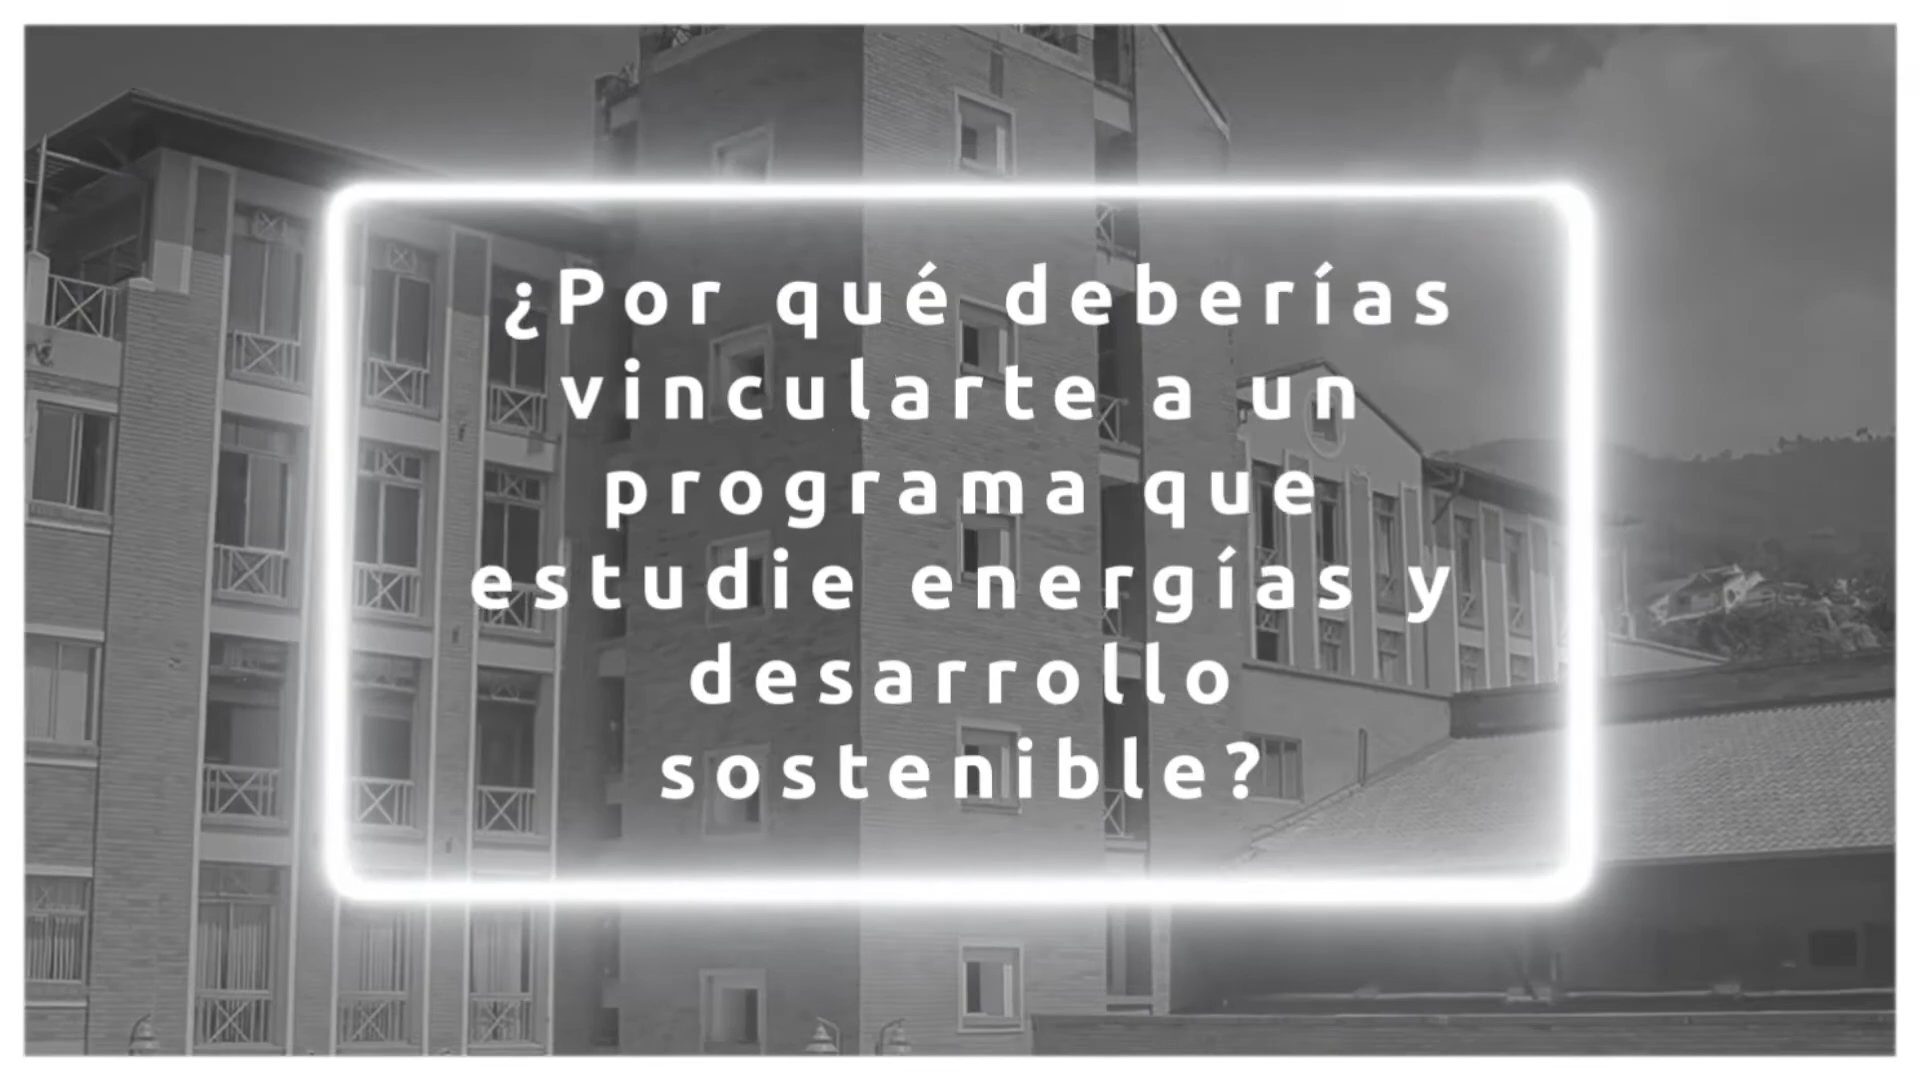 ¿Por qué deberías
vincularte a un
programa que
estudie energías y
desarrollo
sostenible?